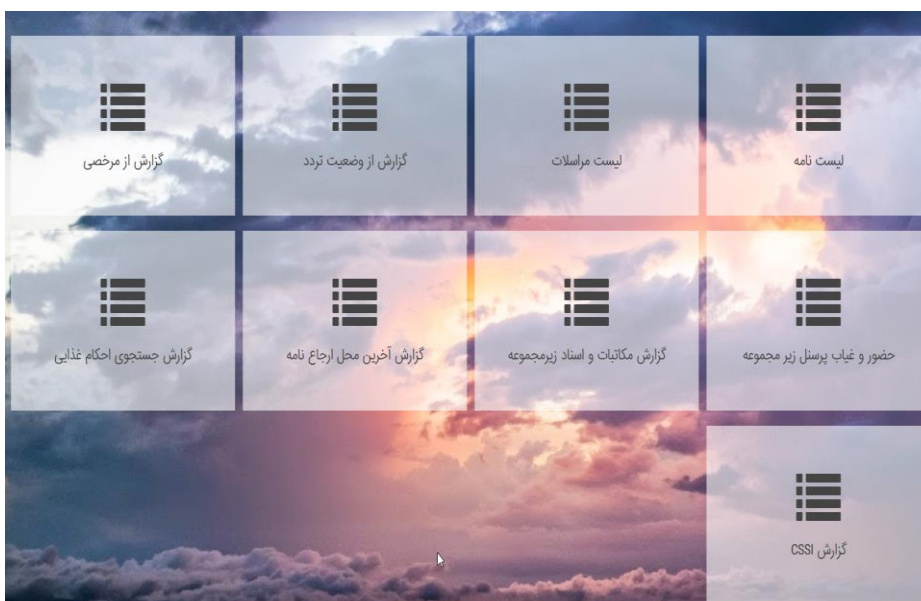 لیست نامه
لیست مراسلات
گزارش از وضعیت تردد
گزارش از مرخصی
حضور و غیاب پرسنل زیر مجموعه
گزارش مکاتبات و اسناد زیرمجموعه
گزارش آخرین محل ارجاع نامه
گزارش جستجوی احکام غذایی
گزارش CSSI